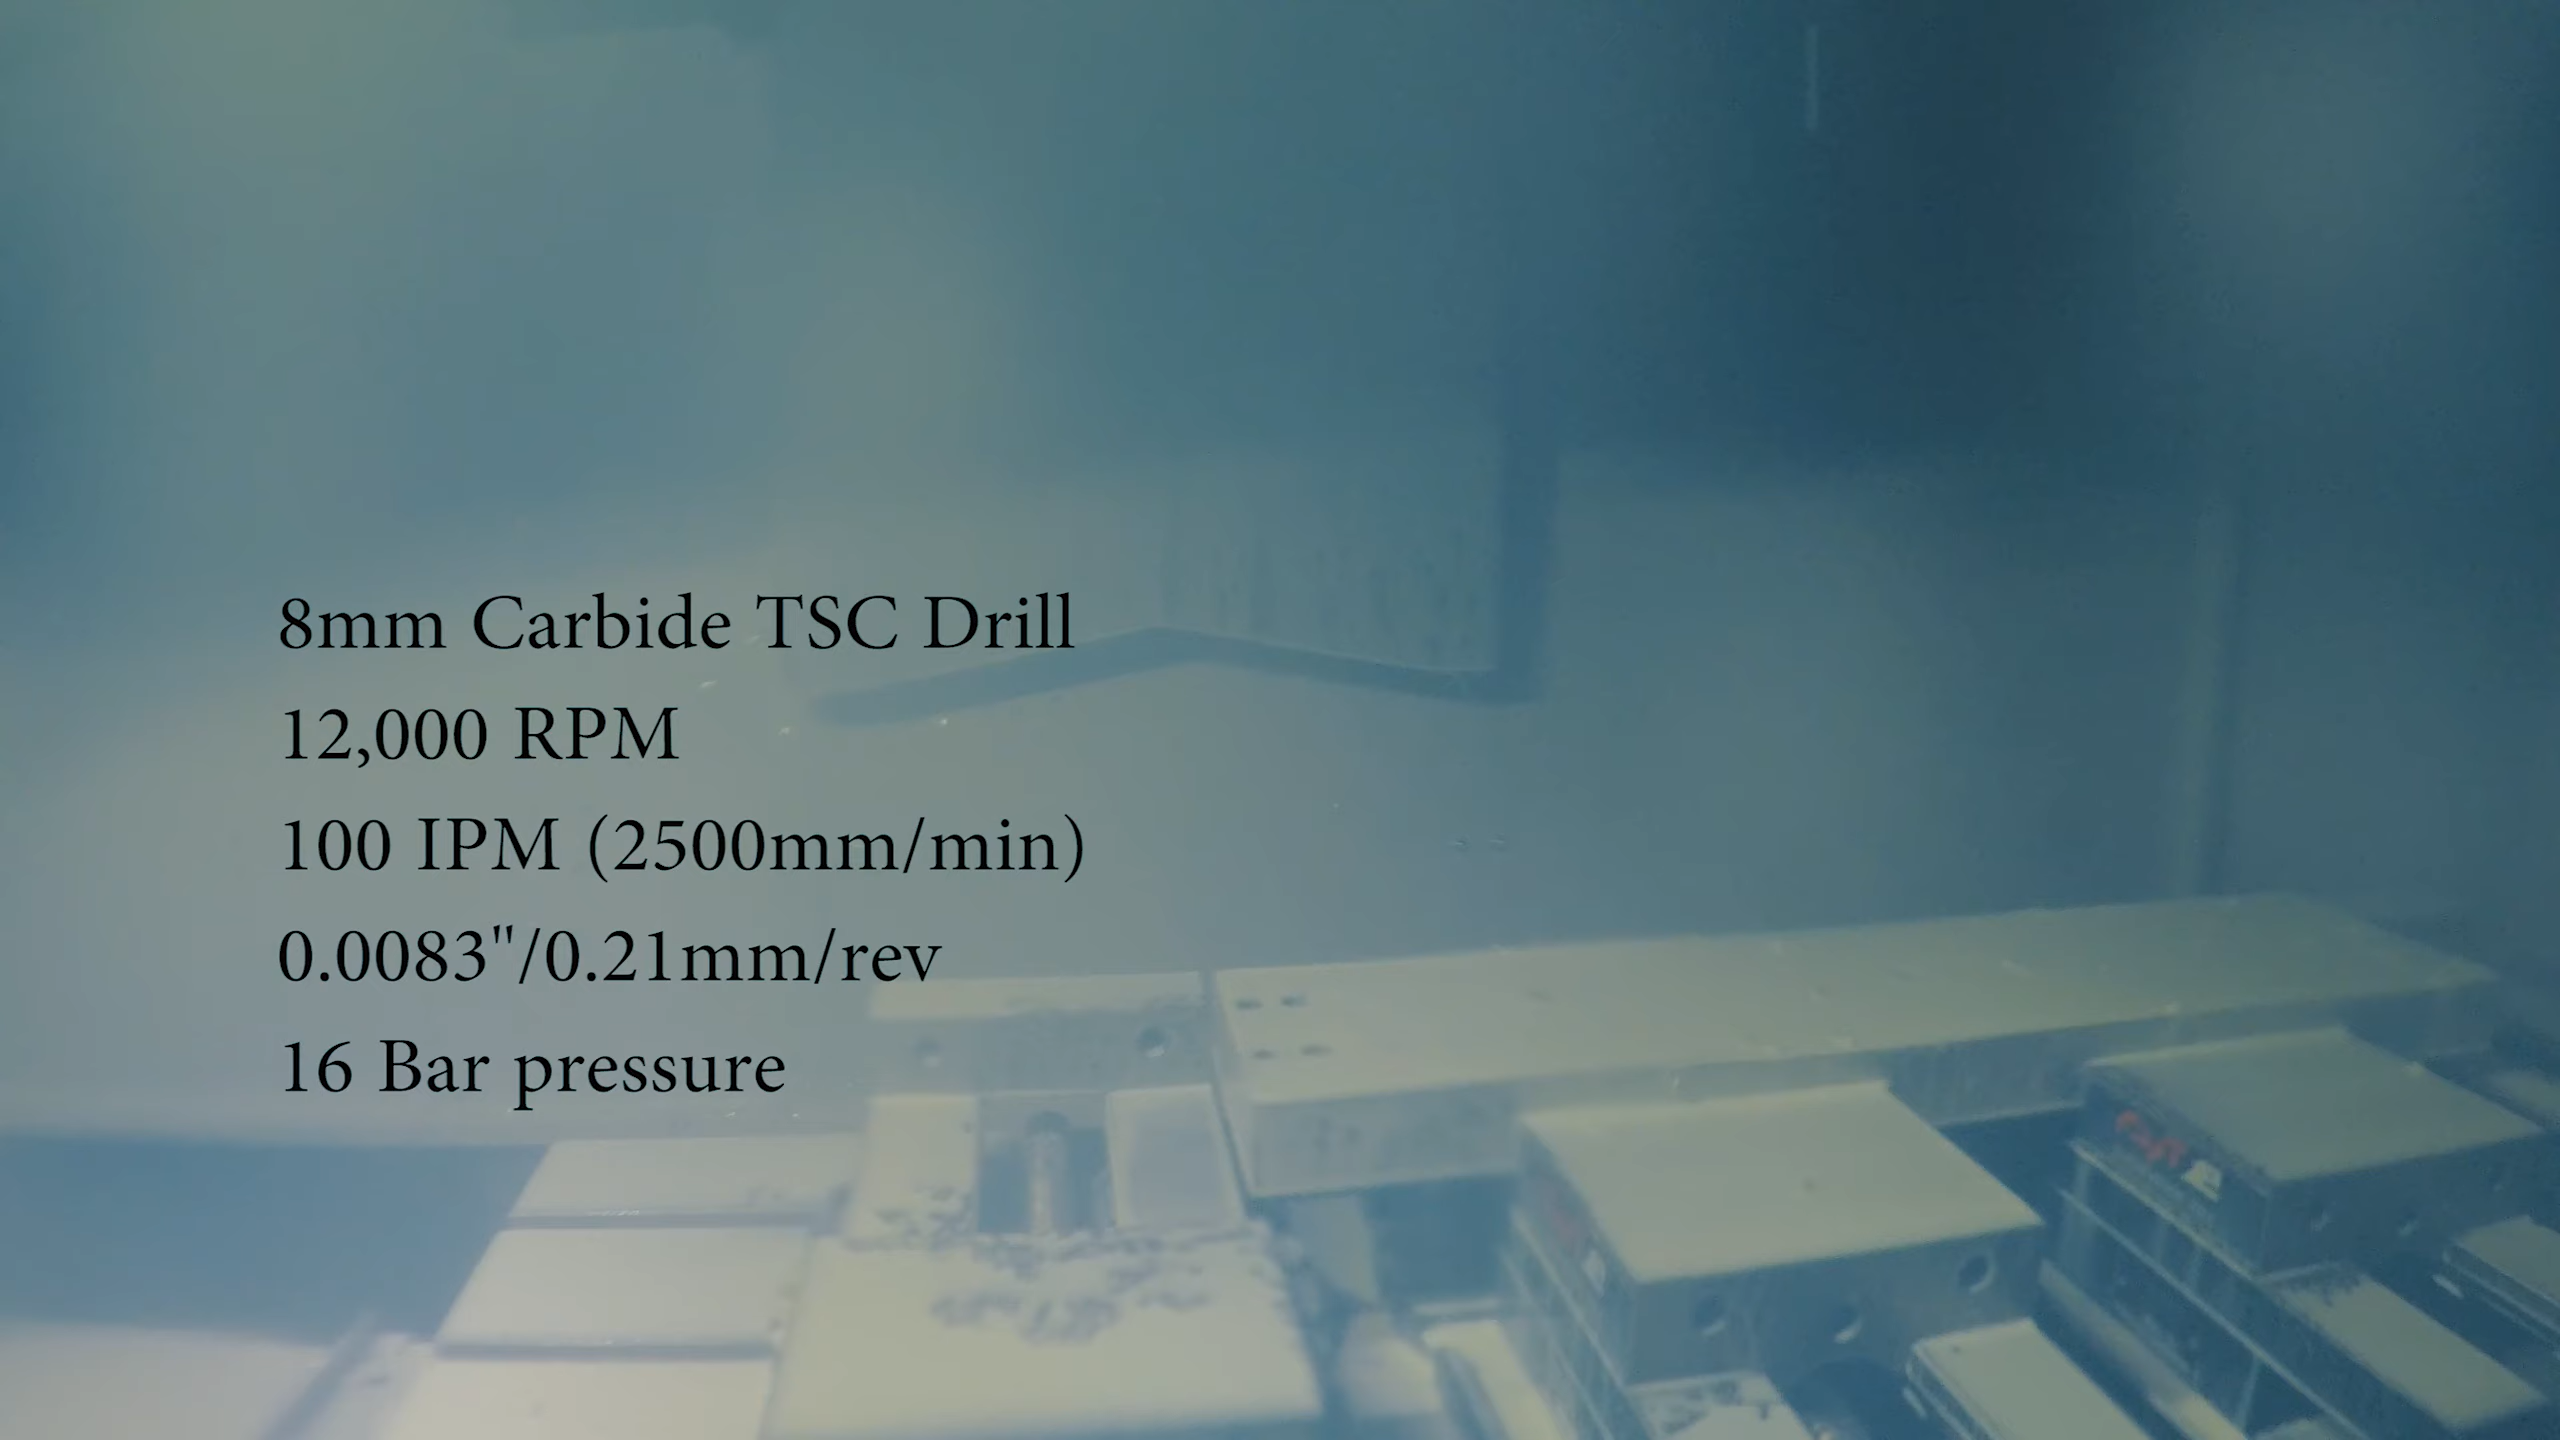 8mm Carbide TSC Drill
12,000 RPM
100 IPM (2500mm/min)
0.0083"/0.21mm/rev
16 Bar pressure